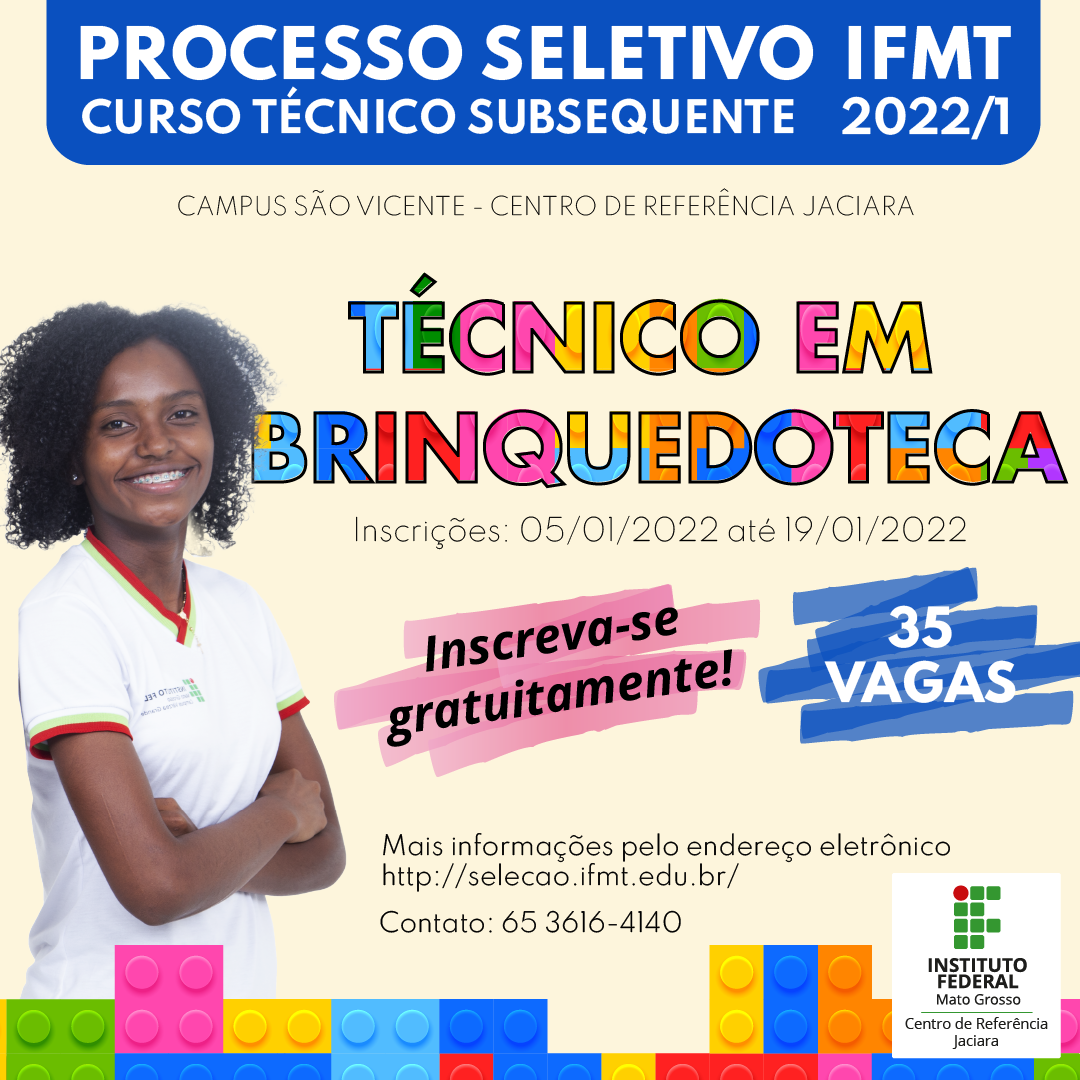 PROCESSO SELETIVO IFMT
CURSO TÉCNICO SUBSEQUENTE 2022/1
CAMPUS SÃO VICENTE - CENTRO DE REFERÊNCIA JACIARA
TÉCNICO EM
BRINQUEDOTECA
Inscrições: 05/01/2022 até 19/01/2022
Inscreva-se
gratuitamente!
35
VAGAS
INSTITUTO FED
Mais informações pelo endereço eletrônico
http://selecao.ifmt.edu.br/
Contato: 65 3616-4140
INSTITUTO
FEDERAL
Mato Grosso
Centro de Referência
Jaciara